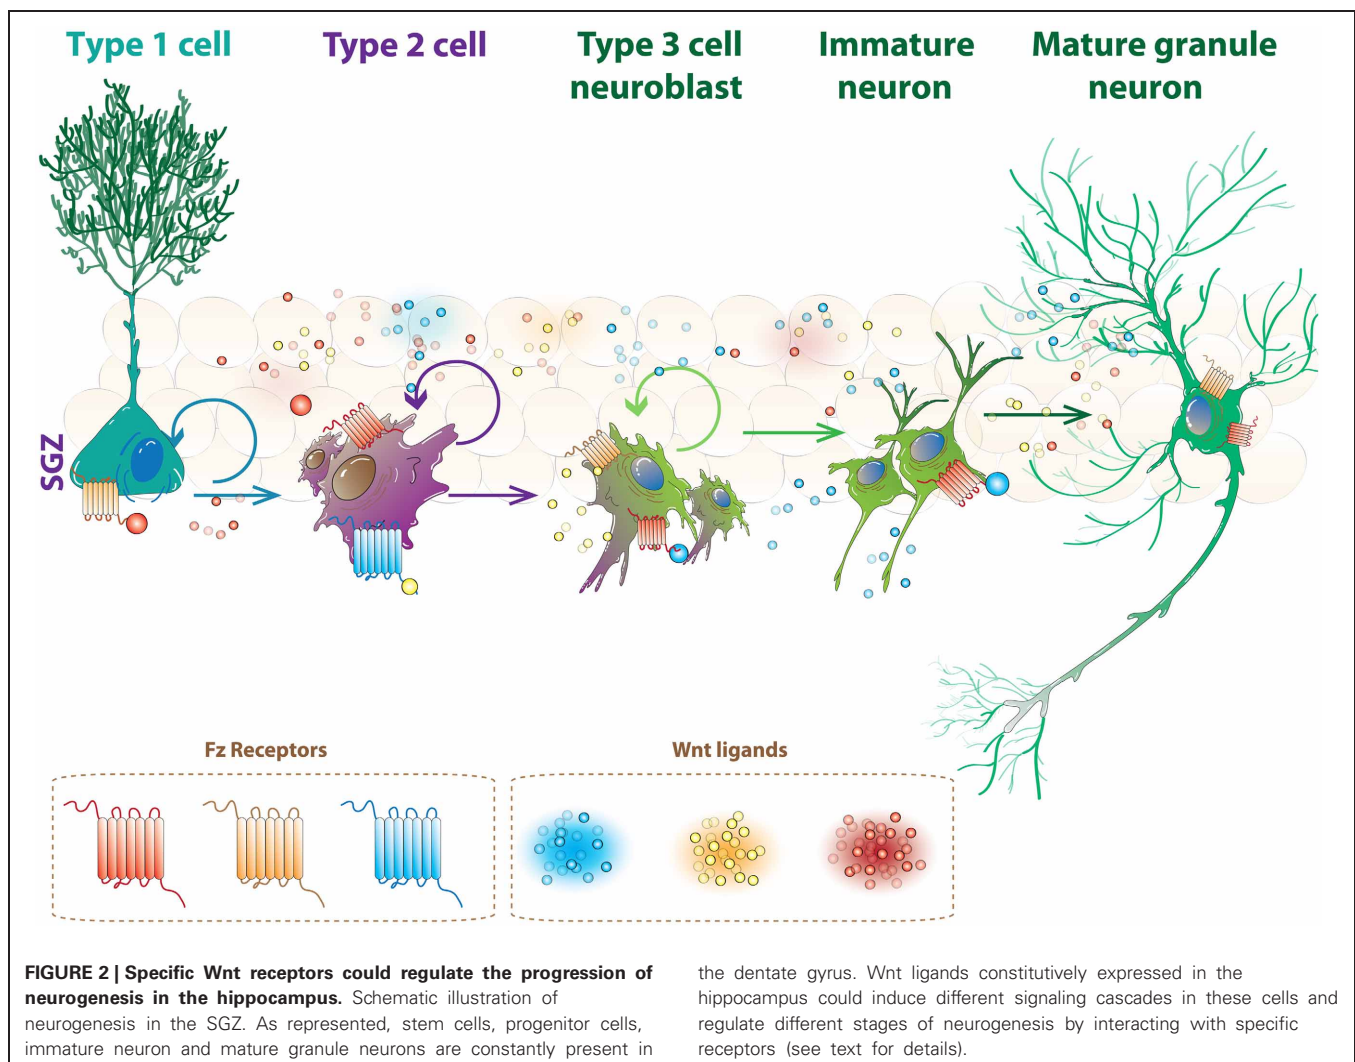 Type 1 cell
Type 2 cell
Type 3 cell
neuroblast
Immature
neuron
Mature granule
neuron
SGZ
Fz Receptors
Wnt ligands
FIGURE 2 | Specific Wnt receptors could regulate the progression of
neurogenesis in the hippocampus. Schematic illustration of
neurogenesis in the SGZ. As represented, stem cells, progenitor cells,
immature neuron and mature granule neurons are constantly present in
the dentate gyrus. Wnt ligands constitutively expressed in the
hippocampus could induce different signaling cascades in these cells and
regulate different stages of neurogenesis by interacting with specific
receptors (see text for details).